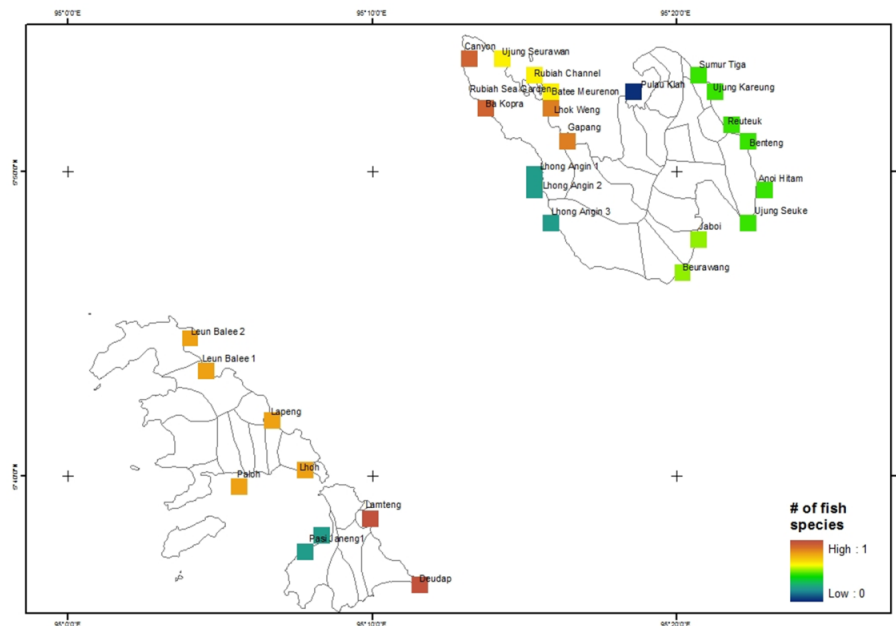 95°0'0"E
95°10'0"E
95°20'0"E
Canyon
Ujung Seurawan
Rubiah Channel
Sumur Tiga
Rubiah Sea Garden
Batee Meurenon
Pulau Klah
Ujung Kareung
Ba Kopra
Lhok Weng
Reuteuk
Gapang
Benteng
Lhong Angin 1
Anoi Hitam
Lhong Angin 2
Lhong Angin 3
Ujung Seuke
Jaboi
Beurawang
Leun Balee 2
Leun Balee 1
Lapeng
Lhoh
Paloh
Lamteng
Pasi Janeng1
Deudap
# of fish
species
High : 1
Low : 0
95°0'0"E
95°10'0"E
95°20'0"E